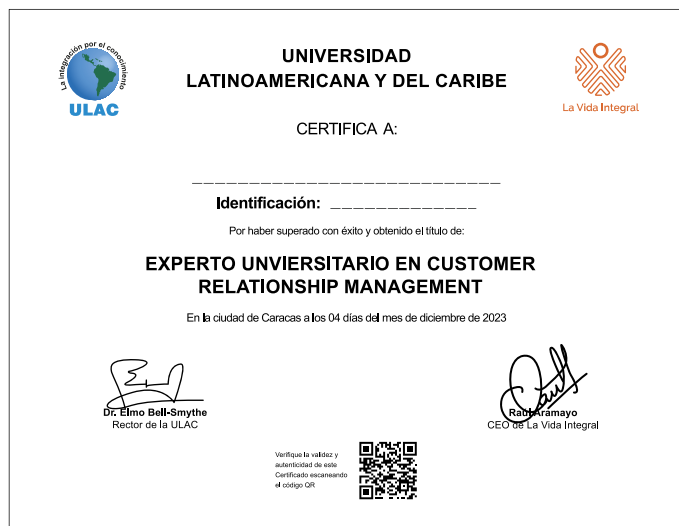 La integración por el conocimiento
ULAC
UNIVERSIDAD
LATINOAMERICANA Y DEL CARIBE
La Vida Integral
CERTIFICA A:
___________________________
Identificación: _____________
Por haber superado con éxito y obtenido el título de:
EXPERTO UNVIERSITARIO EN CUSTOMER
RELATIONSHIP MANAGEMENT
En la ciudad de Caracas a los 04 días del mes de diciembre de 2023
Dr. Elmo Bell-Smythe
Rector de la ULAC
Raúl Aramayo
CEO de La Vida Integral
Verifique la validez y
autenticidad de este
Certificado escaneando
el código QR